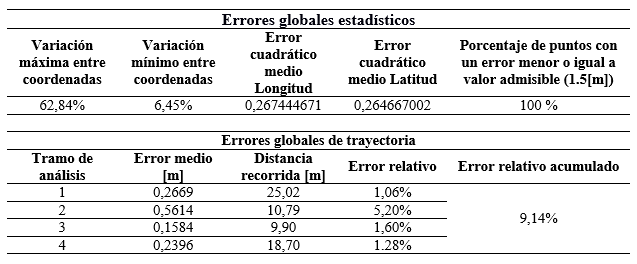 Errores globales estadísticos
Variación máxima entre coordenadas | Variación mínimo entre coordenadas | Error cuadrático medio Longitud | Error cuadrático medio Latitud | Porcentaje de puntos con un error menor o igual a valor admisible (1.5[m])
62,84% | 6,45% | 0,267444671 | 0,264667002 | 100 %
Errores globales de trayectoria
Tramo de análisis | Error medio [m] | Distancia recorrida [m] | Error relativo | Error relativo acumulado
1 | 0,2669 | 25,02 | 1,06%
2 | 0,5614 | 10,79 | 5,20%
9,14%
3 | 0,1584 | 9,90 | 1,60%
4 | 0,2396 | 18,70 | 1.28%